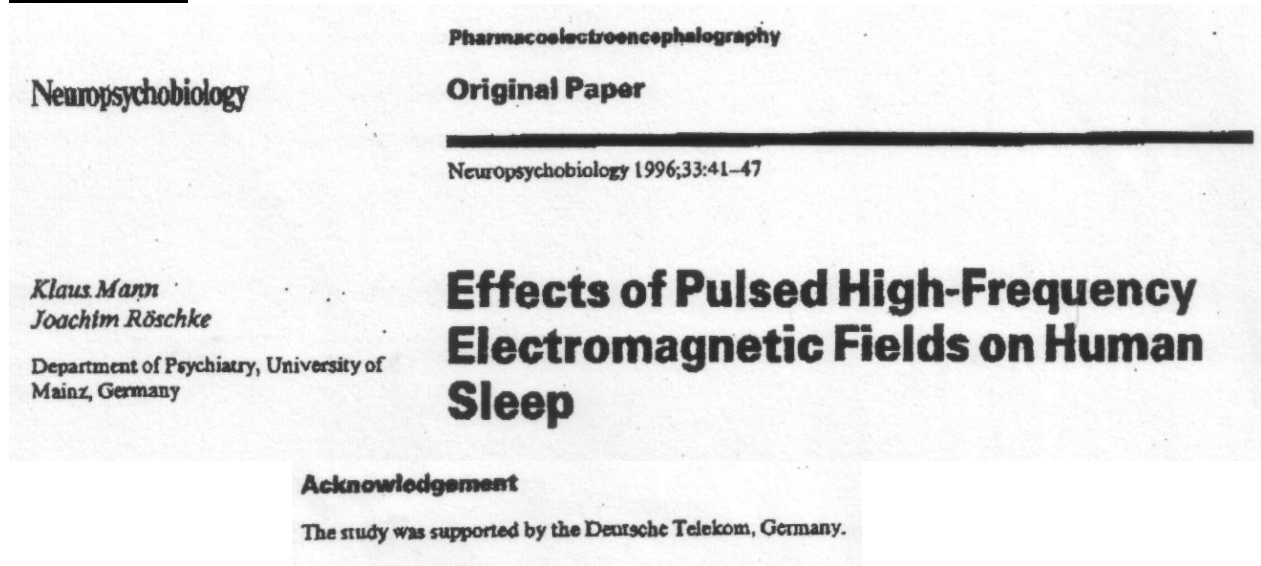 Pharmacoelectroencephalography
Neuropsychobiology
Original Paper
Neuropsychobiology 1996;33:41–47
Klaus Mann
Joachim Röschke
Department of Psychiatry, University of
Mainz, Germany
Effects of Pulsed High-Frequency
Electromagnetic Fields on Human
Sleep
Acknowledgement
The study was supported by the Deutsche Telekom, Germany.